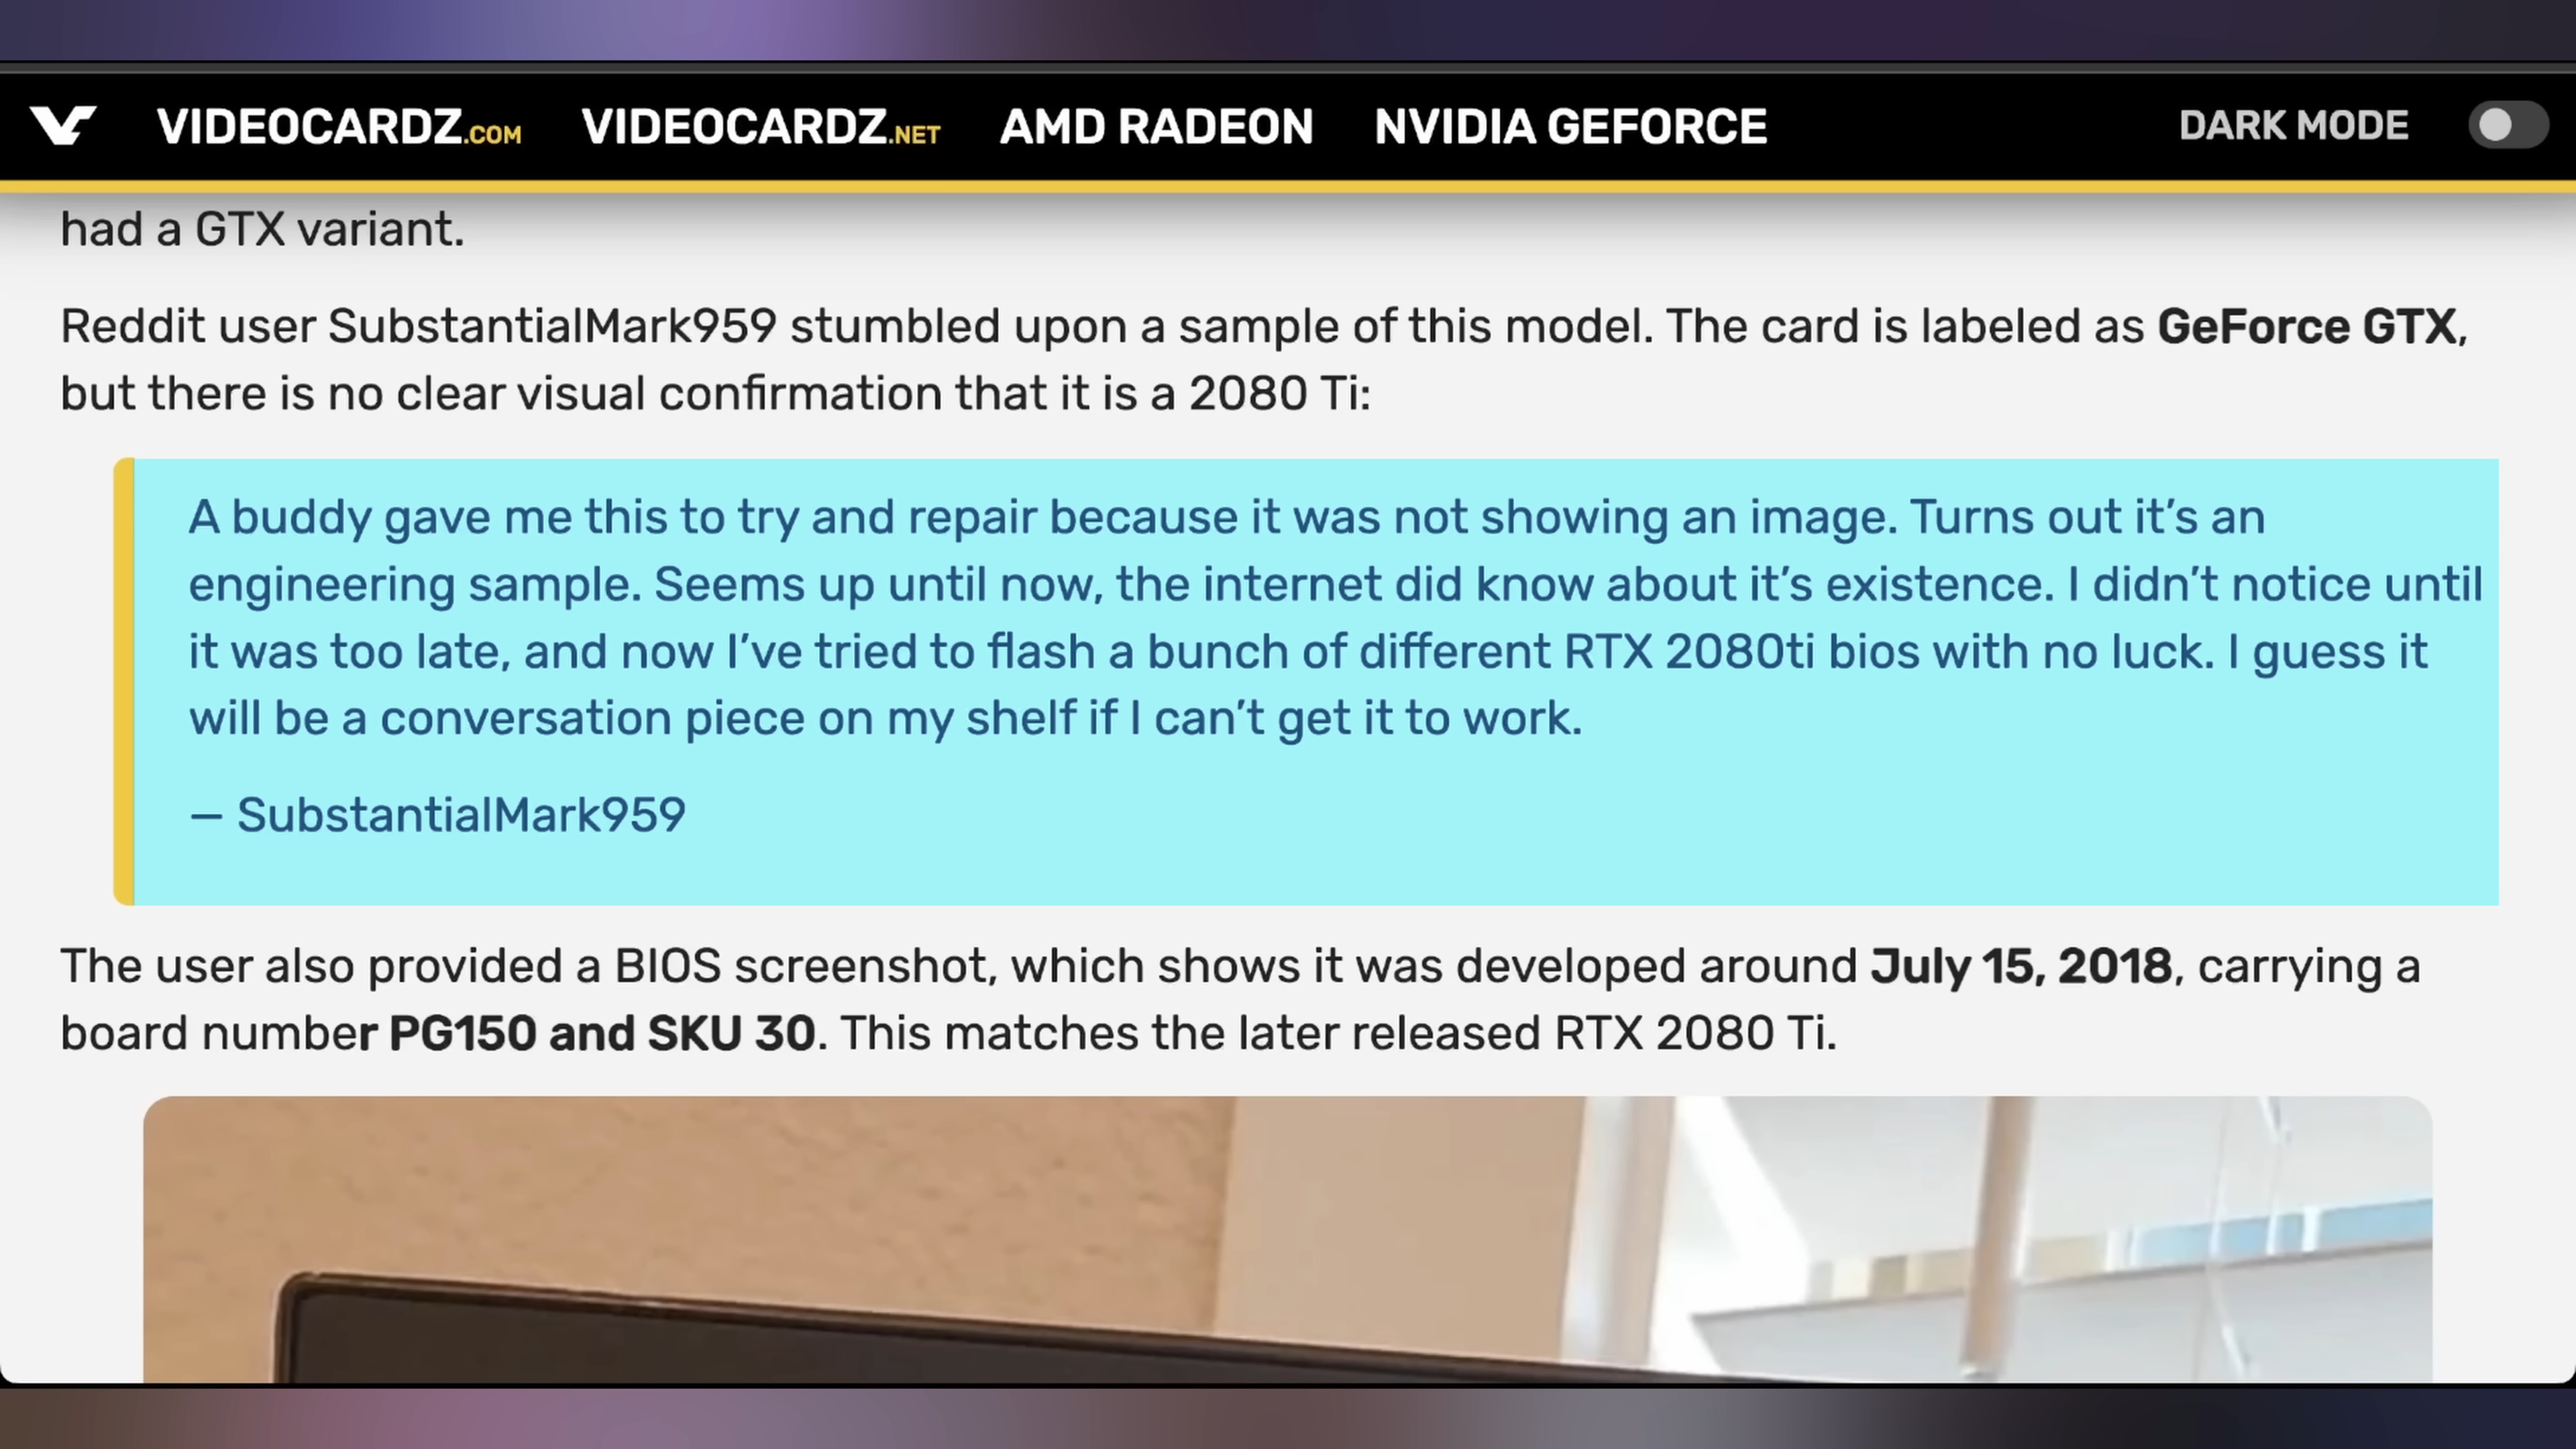 VIDEOCARDZ.COM VIDEOCARDZ.NET AMD RADEON NVIDIA GEFORCE DARK MODE
had a GTX variant.
Reddit user SubstantialMark959 stumbled upon a sample of this model. The card is labeled as GeForce GTX,
but there is no clear visual confirmation that it is a 2080 Ti:
A buddy gave me this to try and repair because it was not showing an image. Turns out it’s an
engineering sample. Seems up until now, the internet did know about it’s existence. I didn’t notice until
it was too late, and now I’ve tried to flash a bunch of different RTX 2080ti bios with no luck. I guess it
will be a conversation piece on my shelf if I can’t get it to work.
— SubstantialMark959
The user also provided a BIOS screenshot, which shows it was developed around July 15, 2018, carrying a
board number PG150 and SKU 30. This matches the later released RTX 2080 Ti.